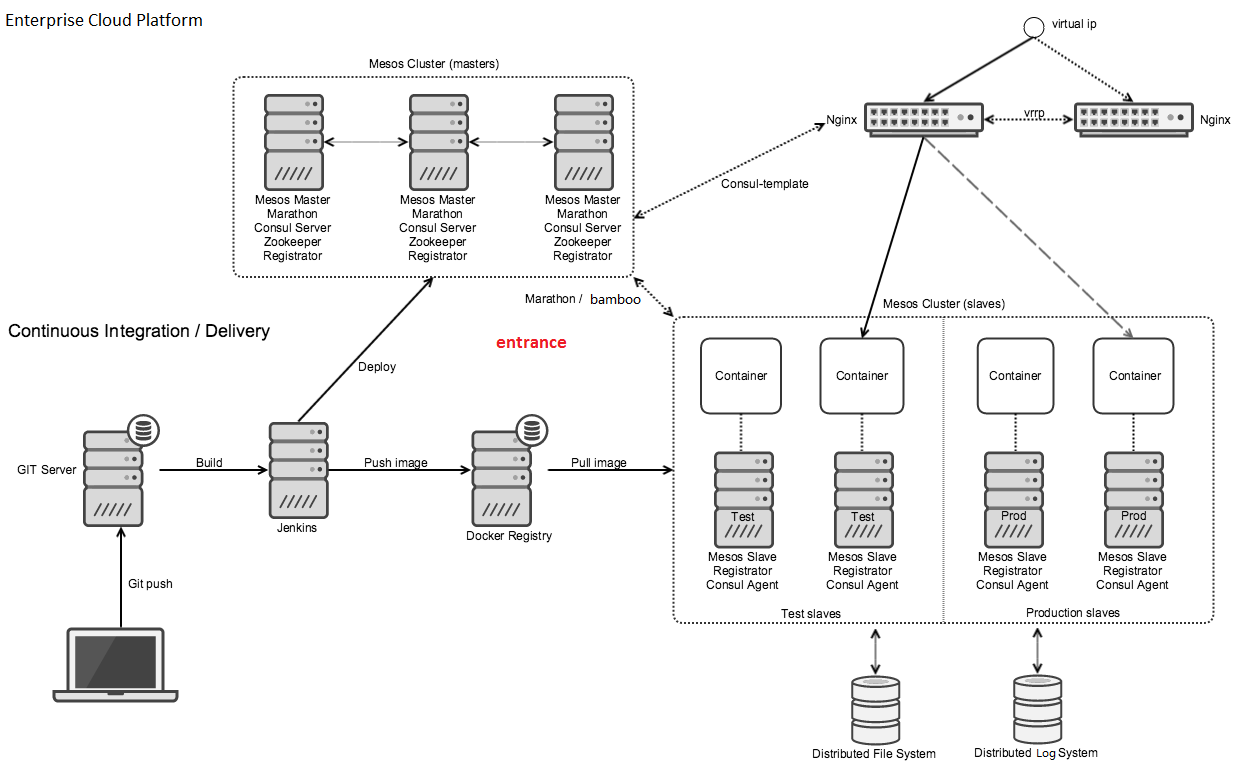 Enterprise Cloud Platform
virtual ip
Mesos Cluster (masters)
Nginx
vrrp
Nginx
Consul-template
Mesos Master
Marathon
Consul Server
Zookeeper
Registrator
Mesos Master
Marathon
Consul Server
Zookeeper
Registrator
Mesos Master
Marathon
Consul Server
Zookeeper
Registrator
Marathon / bamboo
Mesos Cluster (slaves)
Continuous Integration / Delivery
entrance
Deploy
Container
Container
Container
Container
GIT Server
Build
Push image
Pull image
Jenkins
Docker Registry
Test
Test
Prod
Prod
Mesos Slave
Registrator
Consul Agent
Mesos Slave
Registrator
Consul Agent
Mesos Slave
Registrator
Consul Agent
Mesos Slave
Registrator
Consul Agent
Git push
Test slaves
Production slaves
Distributed File System
Distributed Log System